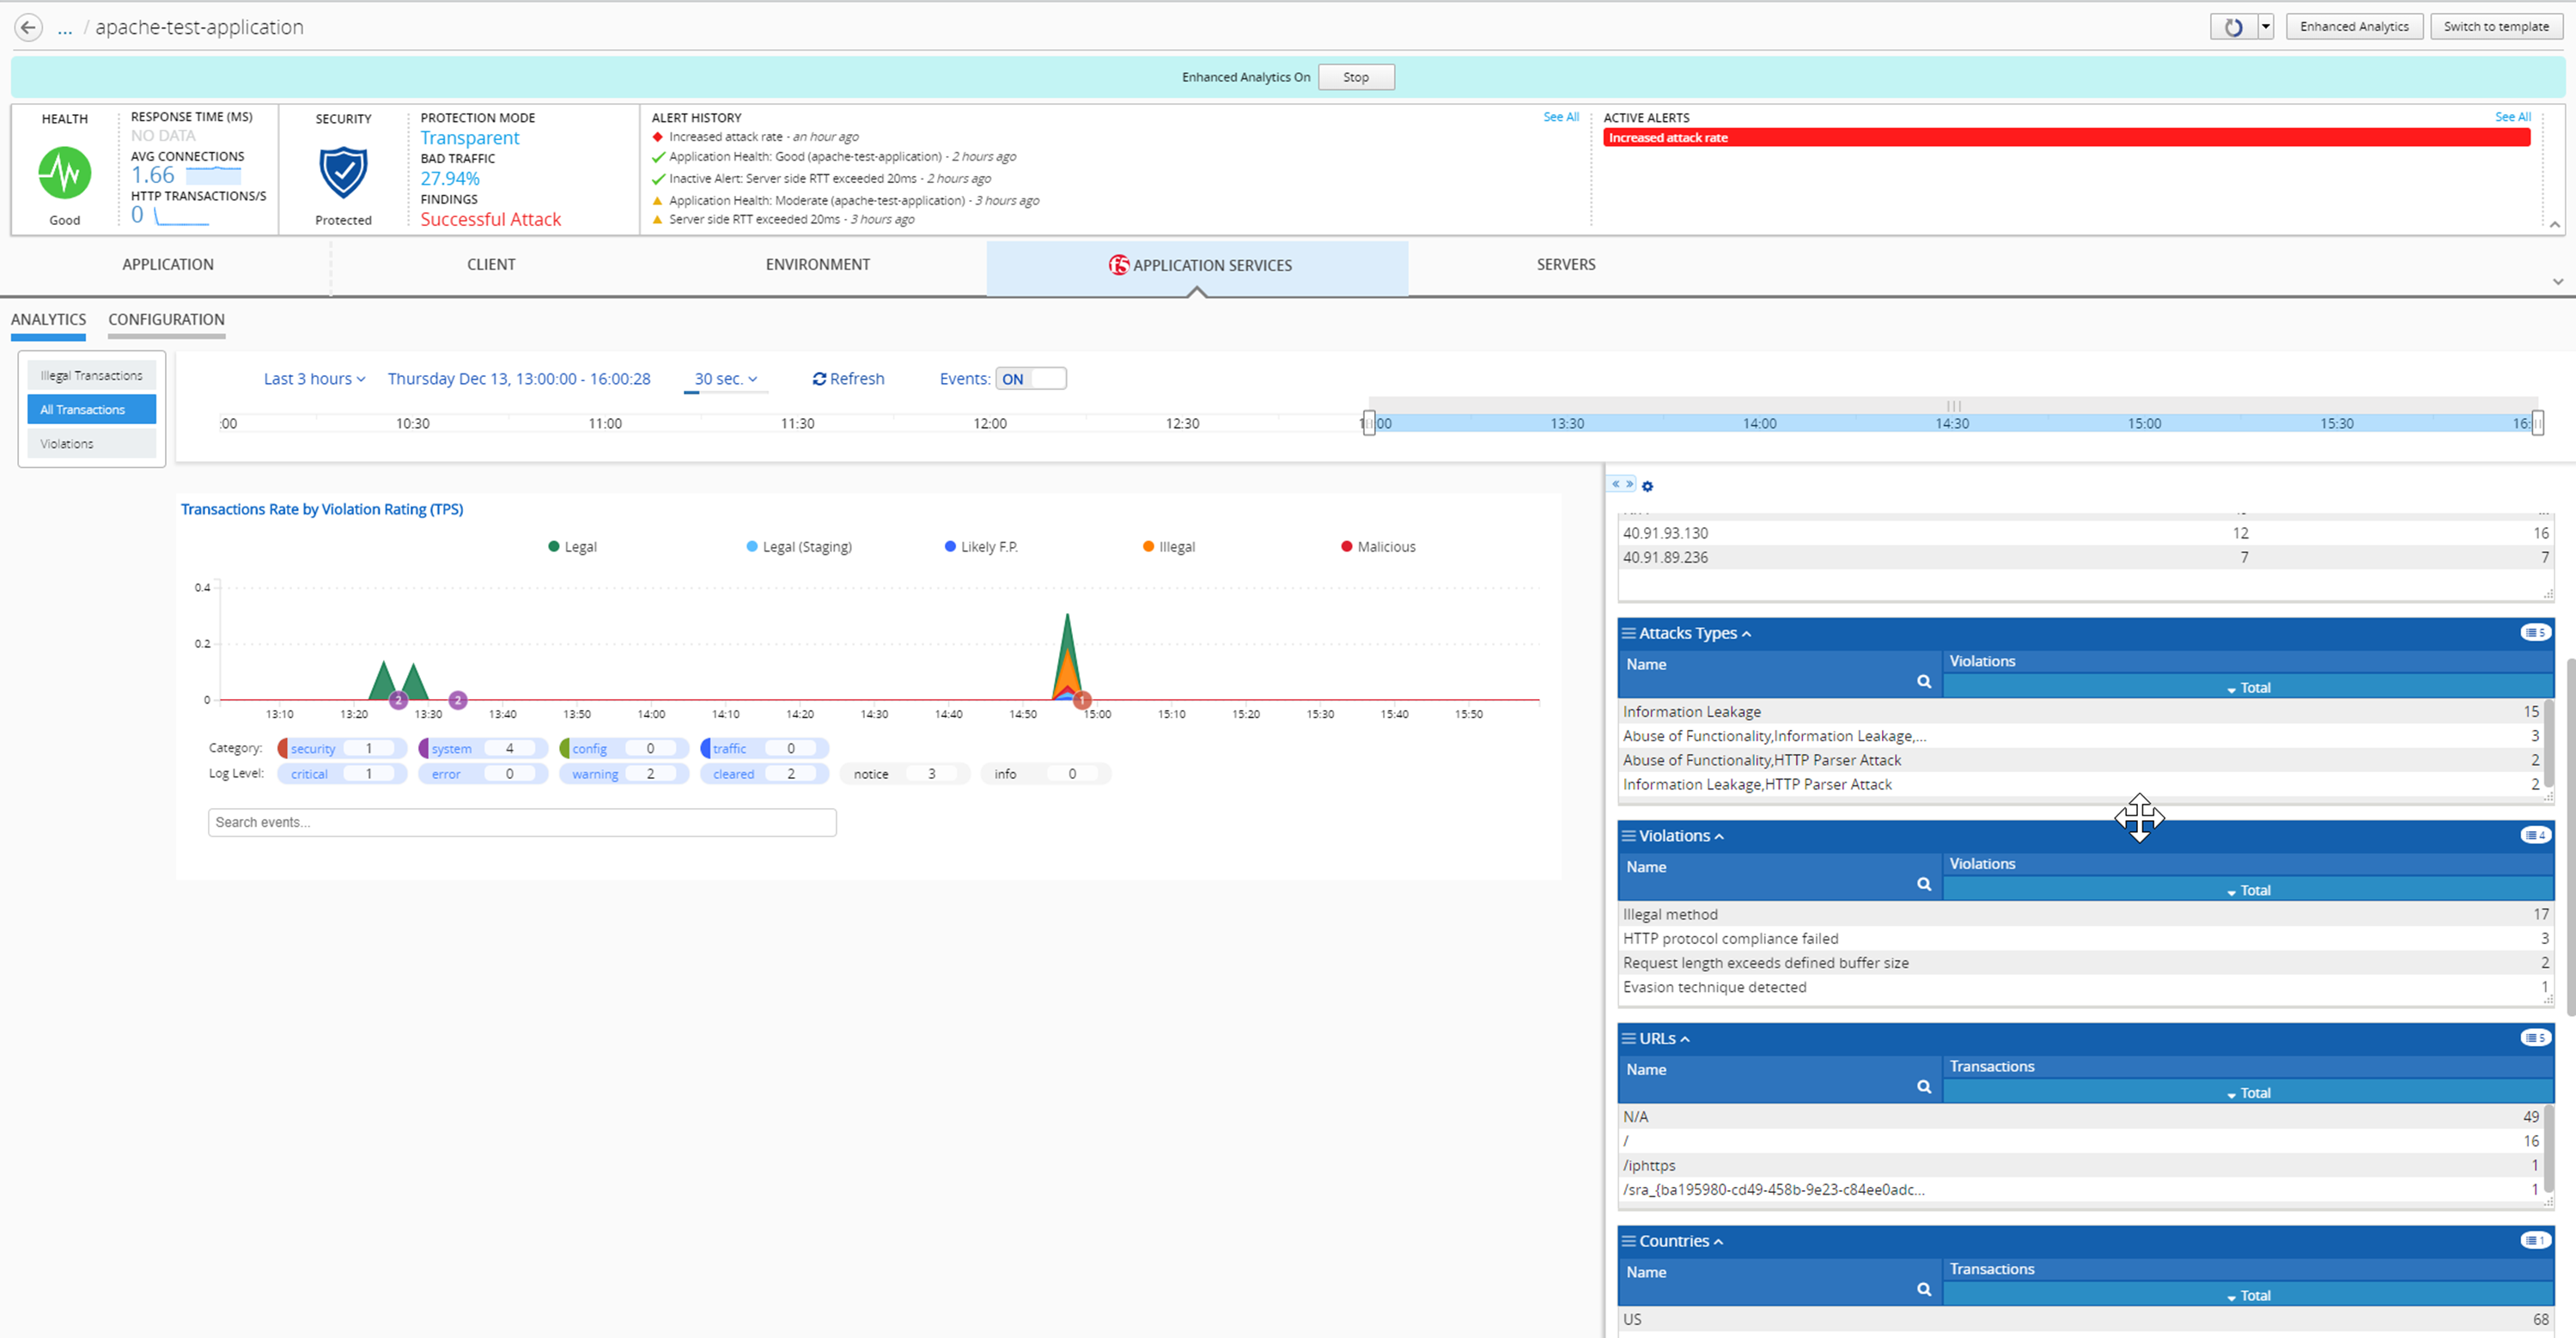 ... / apache-test-application
Enhanced Analytics
Switch to template
Enhanced Analytics On
Stop
HEALTH
Good
RESPONSE TIME (MS)
NO DATA
AVG CONNECTIONS
1.66
HTTP TRANSACTIONS/S
0
SECURITY
Protected
PROTECTION MODE
Transparent
BAD TRAFFIC
27.94%
FINDINGS
Successful Attack
ALERT HISTORY
See All
Increased attack rate - an hour ago
Application Health: Good (apache-test-application) - 2 hours ago
Inactive Alert: Server side RTT exceeded 20ms - 2 hours ago
Application Health: Moderate (apache-test-application) - 3 hours ago
Server side RTT exceeded 20ms - 3 hours ago
ACTIVE ALERTS
See All
Increased attack rate
APPLICATION
CLIENT
ENVIRONMENT
f5 APPLICATION SERVICES
SERVERS
ANALYTICS
CONFIGURATION
Illegal Transactions
All Transactions
Violations
Last 3 hours
Thursday Dec 13, 13:00:00 - 16:00:28
30 sec.
Refresh
Events: ON
:00 10:30 11:00 11:30 12:00 12:30 1 :00 13:30 14:00 14:30 15:00 15:30 16:
Transactions Rate by Violation Rating (TPS)
Legal
Legal (Staging)
Likely F.P.
Illegal
Malicious
0.4
0.2
0
2
2
1
13:10 13:20 13:30 13:40 13:50 14:00 14:10 14:20 14:30 14:40 14:50 15:00 15:10 15:20 15:30 15:40 15:50
Category: security 1 system 4 config 0 traffic 0
Log Level: critical 1 error 0 warning 2 cleared 2 notice 3 info 0
Search events...
40.91.93.130 12 16
40.91.89.236 7 7
Attacks Types 5
Name
Violations
Total
Information Leakage 15
Abuse of Functionality,Information Leakage,... 3
Abuse of Functionality,HTTP Parser Attack 2
Information Leakage,HTTP Parser Attack 2
Violations 4
Name
Violations
Total
Illegal method 17
HTTP protocol compliance failed 3
Request length exceeds defined buffer size 2
Evasion technique detected 1
URLs 5
Name
Transactions
Total
N/A 49
/ 16
/iphttps 1
/sra_{ba195980-cd49-458b-9e23-c84ee0adc... 1
Countries 1
Name
Transactions
Total
US 68